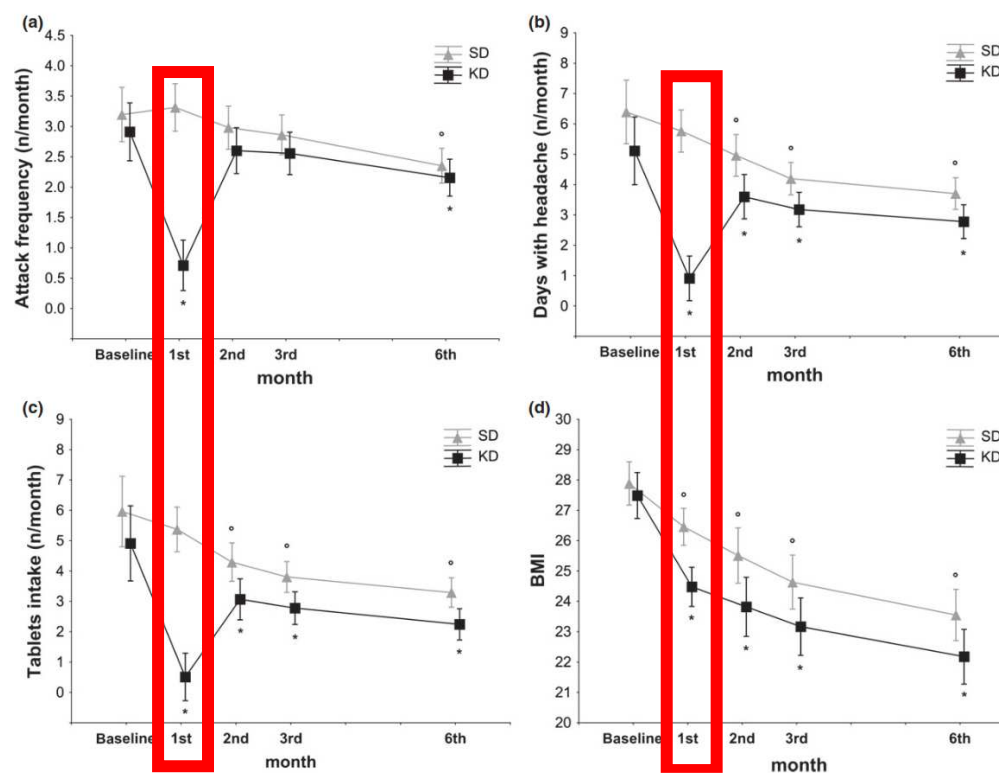 (a)
Attack frequency (n/month)
4.5
4.0
3.5
3.0
2.5
2.0
1.5
1.0
0.5
0.0
SD
KD
*
°
*
Baseline 1st 2nd 3rd 6th
month
(b)
Days with headache (n/month)
9
8
7
6
5
4
3
2
1
0
SD
KD
*
°
*
°
*
°
*
Baseline 1st 2nd 3rd 6th
month
(c)
Tablets intake (n/month)
9
8
7
6
5
4
3
2
1
0
SD
KD
*
°
*
°
*
°
*
Baseline 1st 2nd 3rd 6th
month
(d)
BMI
30
29
28
27
26
25
24
23
22
21
20
SD
KD
°
*
°
*
°
*
°
*
Baseline 1st 2nd 3rd 6th
month